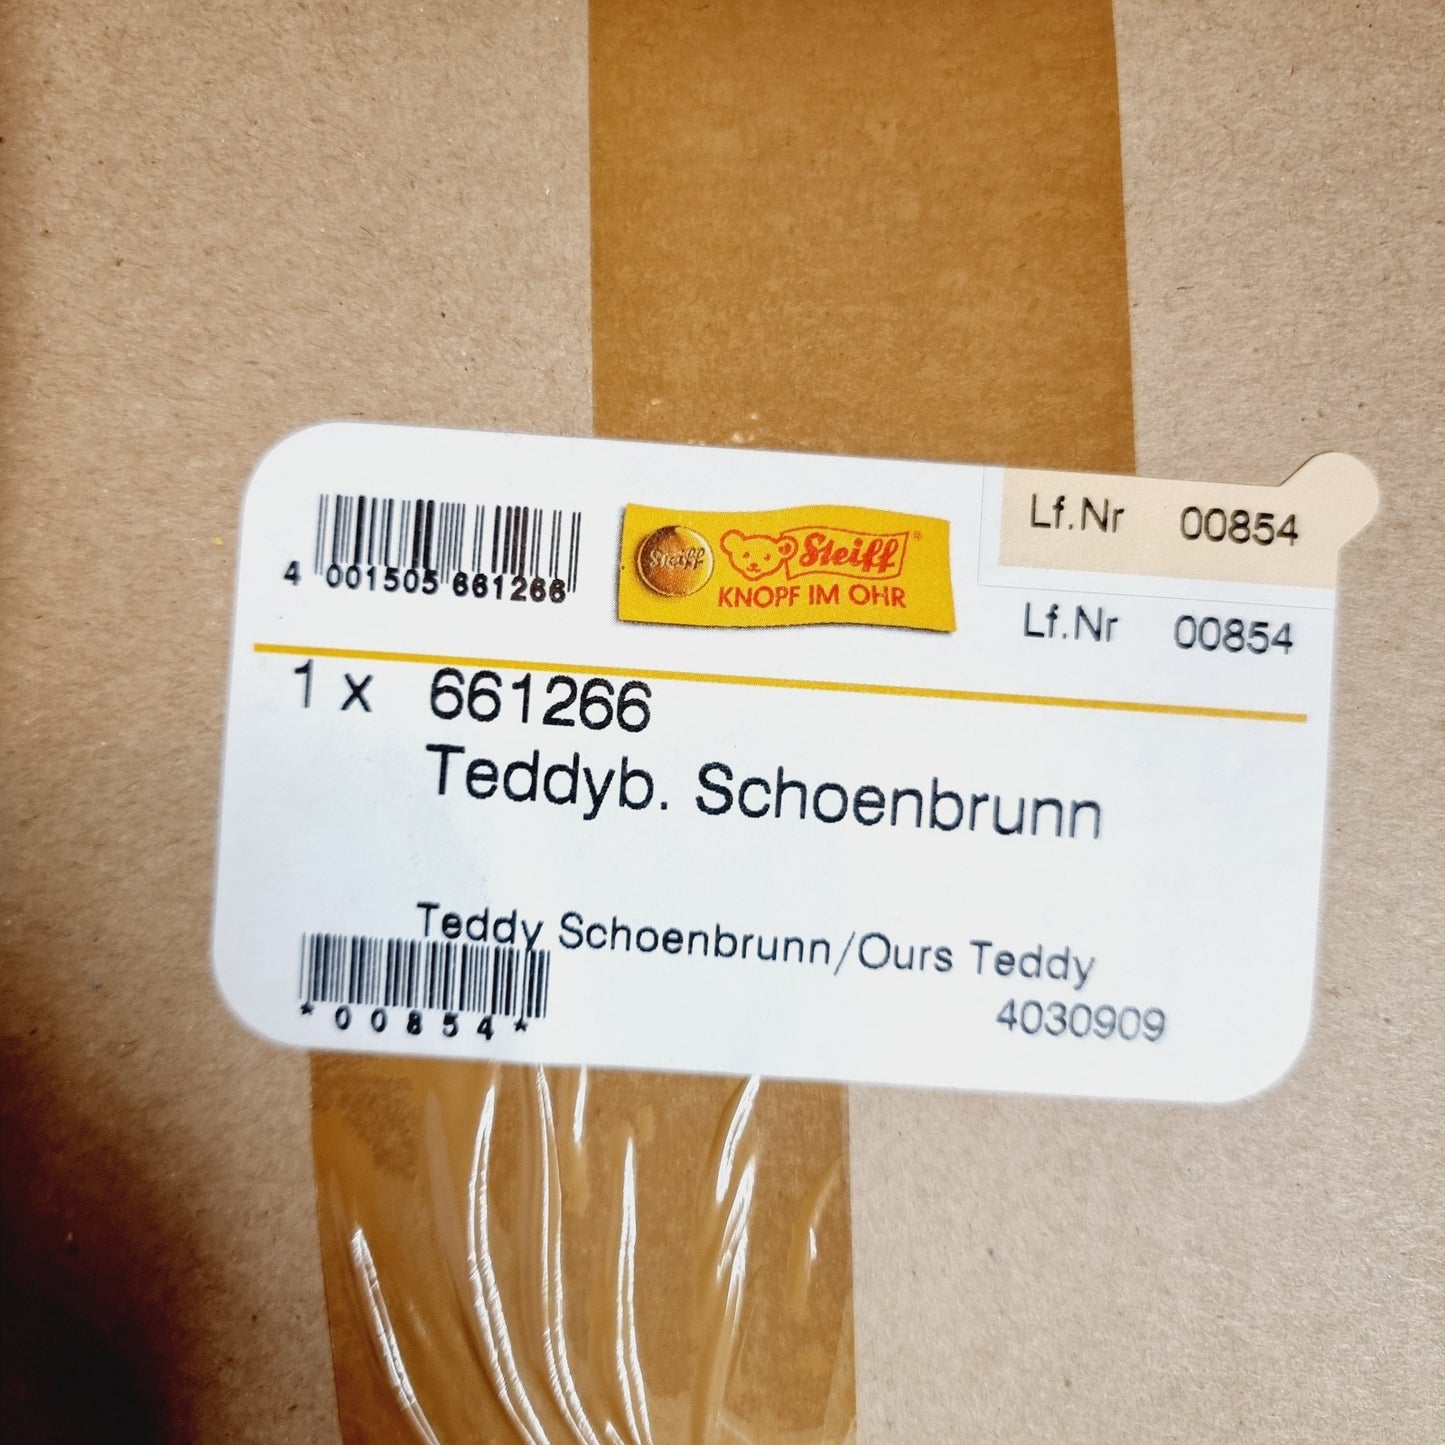 Lf.Nr 00854
4 001505 661266
Steiff
Steiff®
KNOPF IM OHR
Lf.Nr 00854
1 x 661266
Teddyb. Schoenbrunn
Teddy Schoenbrunn/Ours Teddy
*00854*
4030909